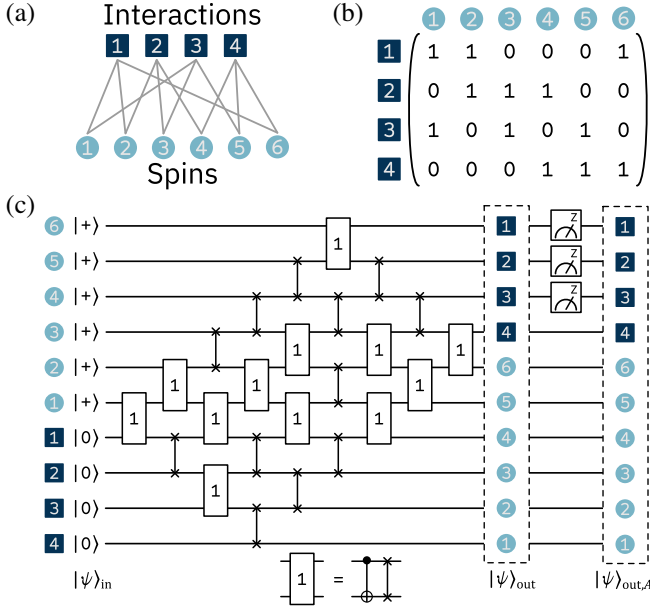 (a)
Interactions
1 2 3 4
1 2 3 4 5 6
Spins
(b)
1 2 3 4 5 6
1 1 1 0 0 0 1
2 0 1 1 1 0 0
3 1 0 1 0 1 0
4 0 0 0 1 1 1
(c)
6 |+⟩ 1 1 Z 1
5 |+⟩ 2 Z 2
4 |+⟩ 3 Z 3
3 |+⟩ 1 1 1 4 4
2 |+⟩ 1 1 1 6 6
1 |+⟩ 1 1 1 1 5 5
1 |0⟩ 4 4
2 |0⟩ 1 3 3
3 |0⟩ 2 2
4 |0⟩ 1 1
|ψ⟩in 1 = |ψ⟩out |ψ⟩out,A